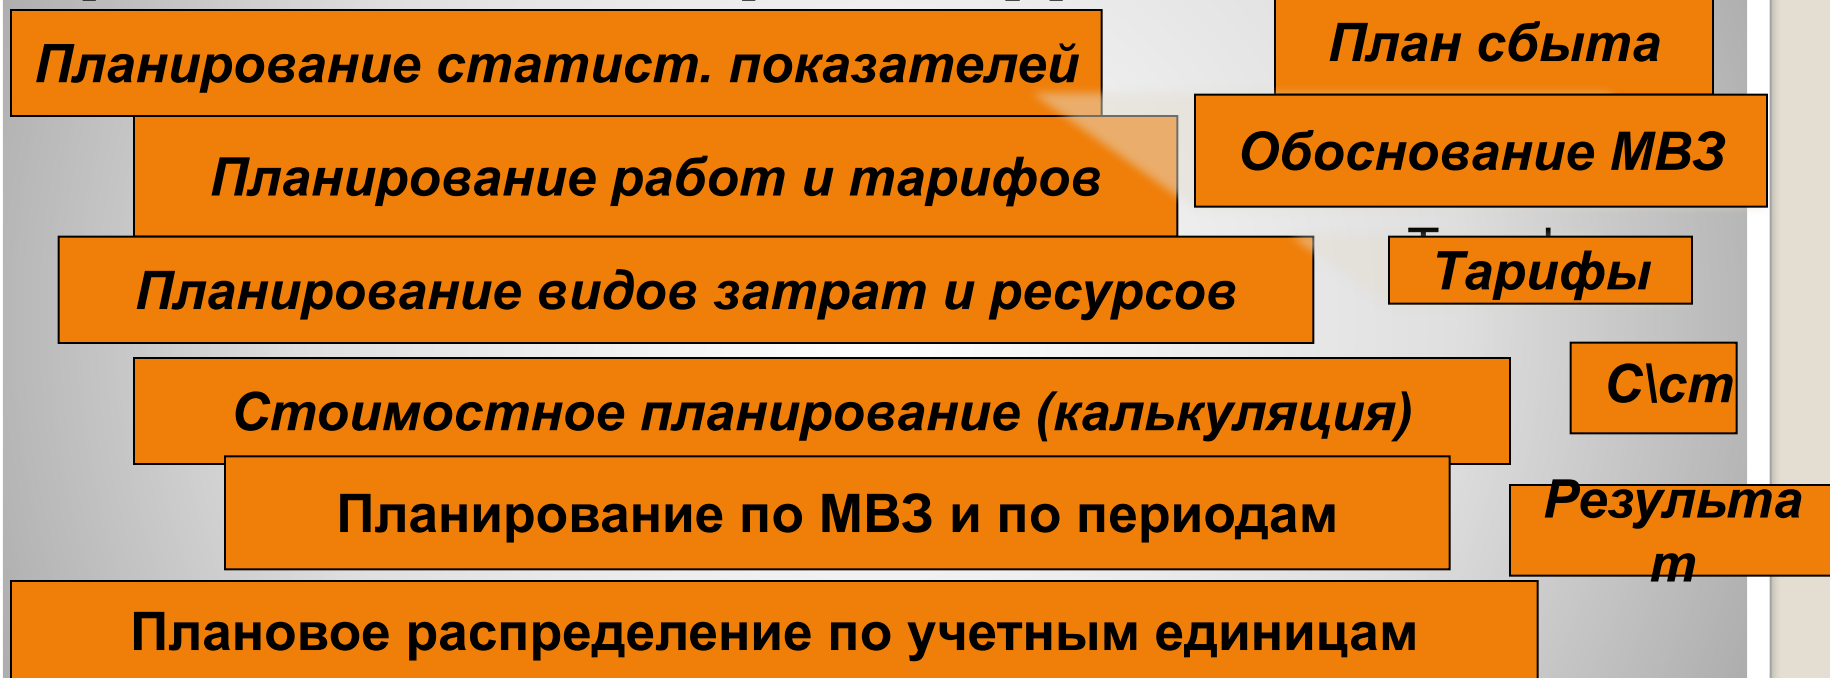 Планирование статист. показателей
План сбыта
Обоснование МВЗ
Планирование работ и тарифов
Тарифы
Планирование видов затрат и ресурсов
С\ст
Стоимостное планирование (калькуляция)
Результа
т
Планирование по МВЗ и по периодам
Плановое распределение по учетным единицам